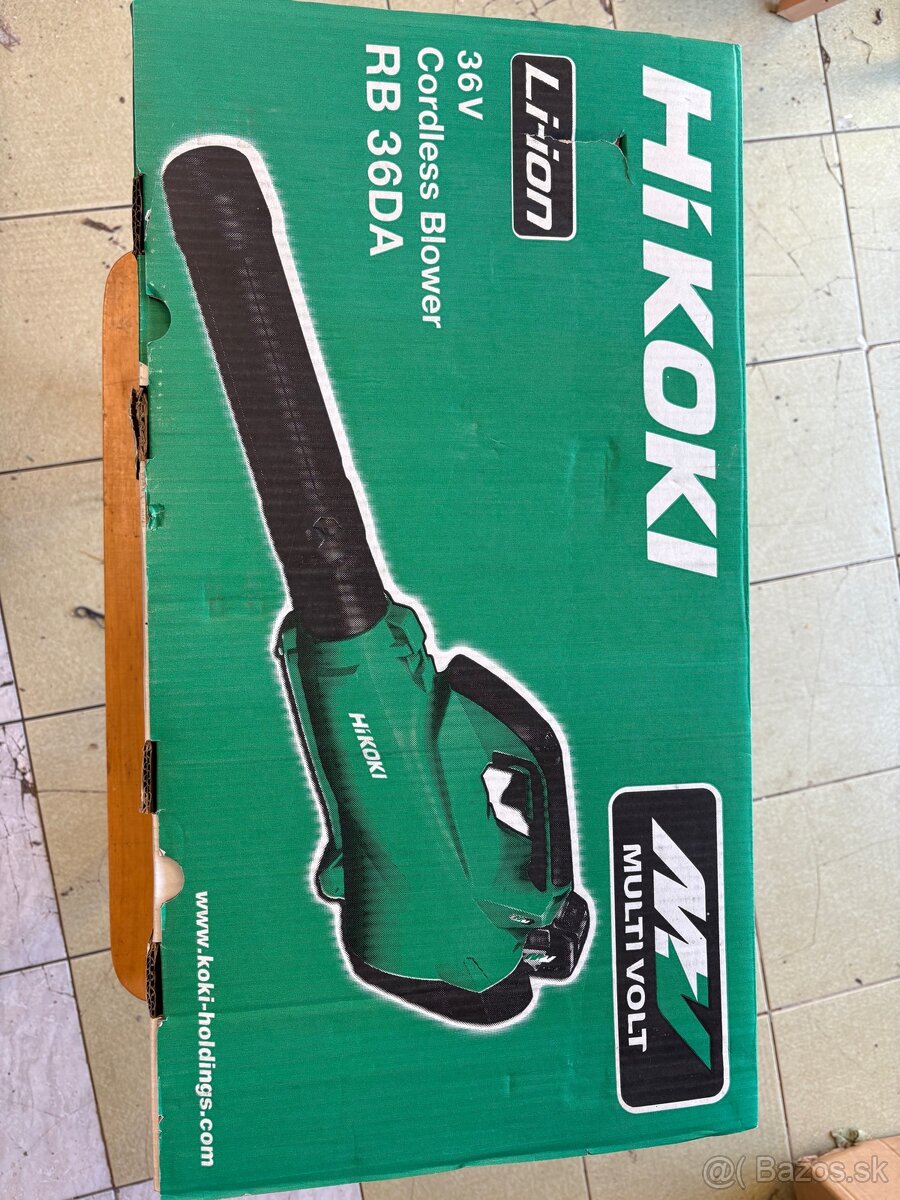 HiKOKI
Li-ion
36V
Cordless Blower
RB 36DA
HiKOKI
MULTI VOLT
www.koki-holdings.com
@( Bazos.sk